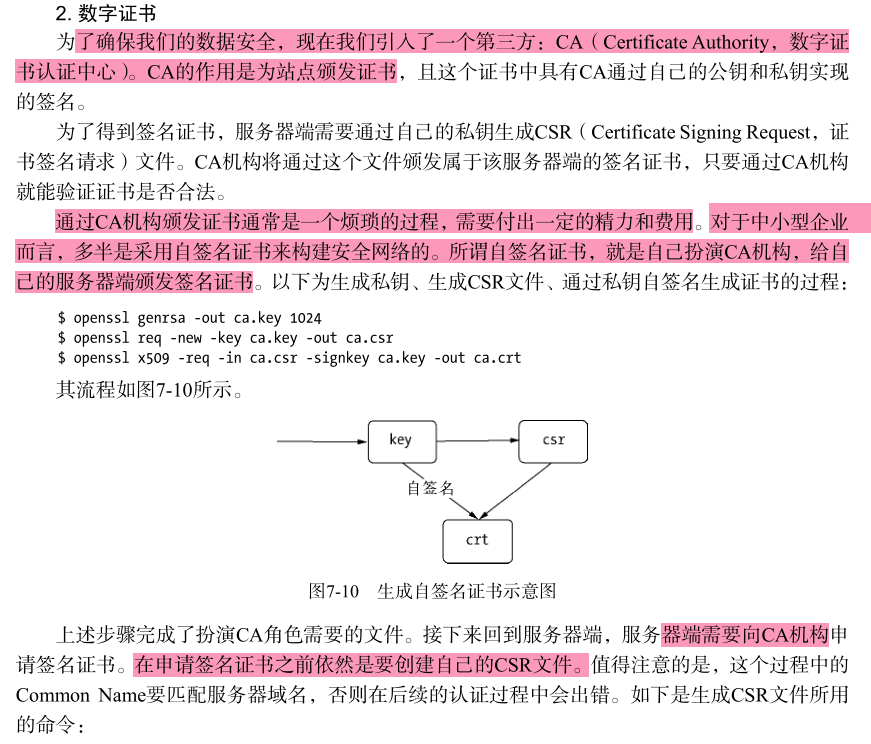 2. 数字证书
为了确保我们的数据安全，现在我们引入了一个第三方：CA（Certificate Authority，数字证
书认证中心）。CA的作用是为站点颁发证书，且这个证书中具有CA通过自己的公钥和私钥实现
的签名。
为了得到签名证书，服务器端需要通过自己的私钥生成CSR（Certificate Signing Request，证
书签名请求）文件。CA机构将通过这个文件颁发属于该服务器端的签名证书，只要通过CA机构
就能验证证书是否合法。
通过CA机构颁发证书通常是一个烦琐的过程，需要付出一定的精力和费用。对于中小型企业
而言，多半是采用自签名证书来构建安全网络的。所谓自签名证书，就是自己扮演CA机构，给自
己的服务器端颁发签名证书。以下为生成私钥、生成CSR文件、通过私钥自签名生成证书的过程：
$ openssl genrsa -out ca.key 1024
$ openssl req -new -key ca.key -out ca.csr
$ openssl x509 -req -in ca.csr -signkey ca.key -out ca.crt
其流程如图7-10所示。
key
csr
自签名
crt
图7-10 生成自签名证书示意图
上述步骤完成了扮演CA角色需要的文件。接下来回到服务器端，服务器端需要向CA机构申
请签名证书。在申请签名证书之前依然是要创建自己的CSR文件。值得注意的是，这个过程中的
Common Name要匹配服务器域名，否则在后续的认证过程中会出错。如下是生成CSR文件所用
的命令：